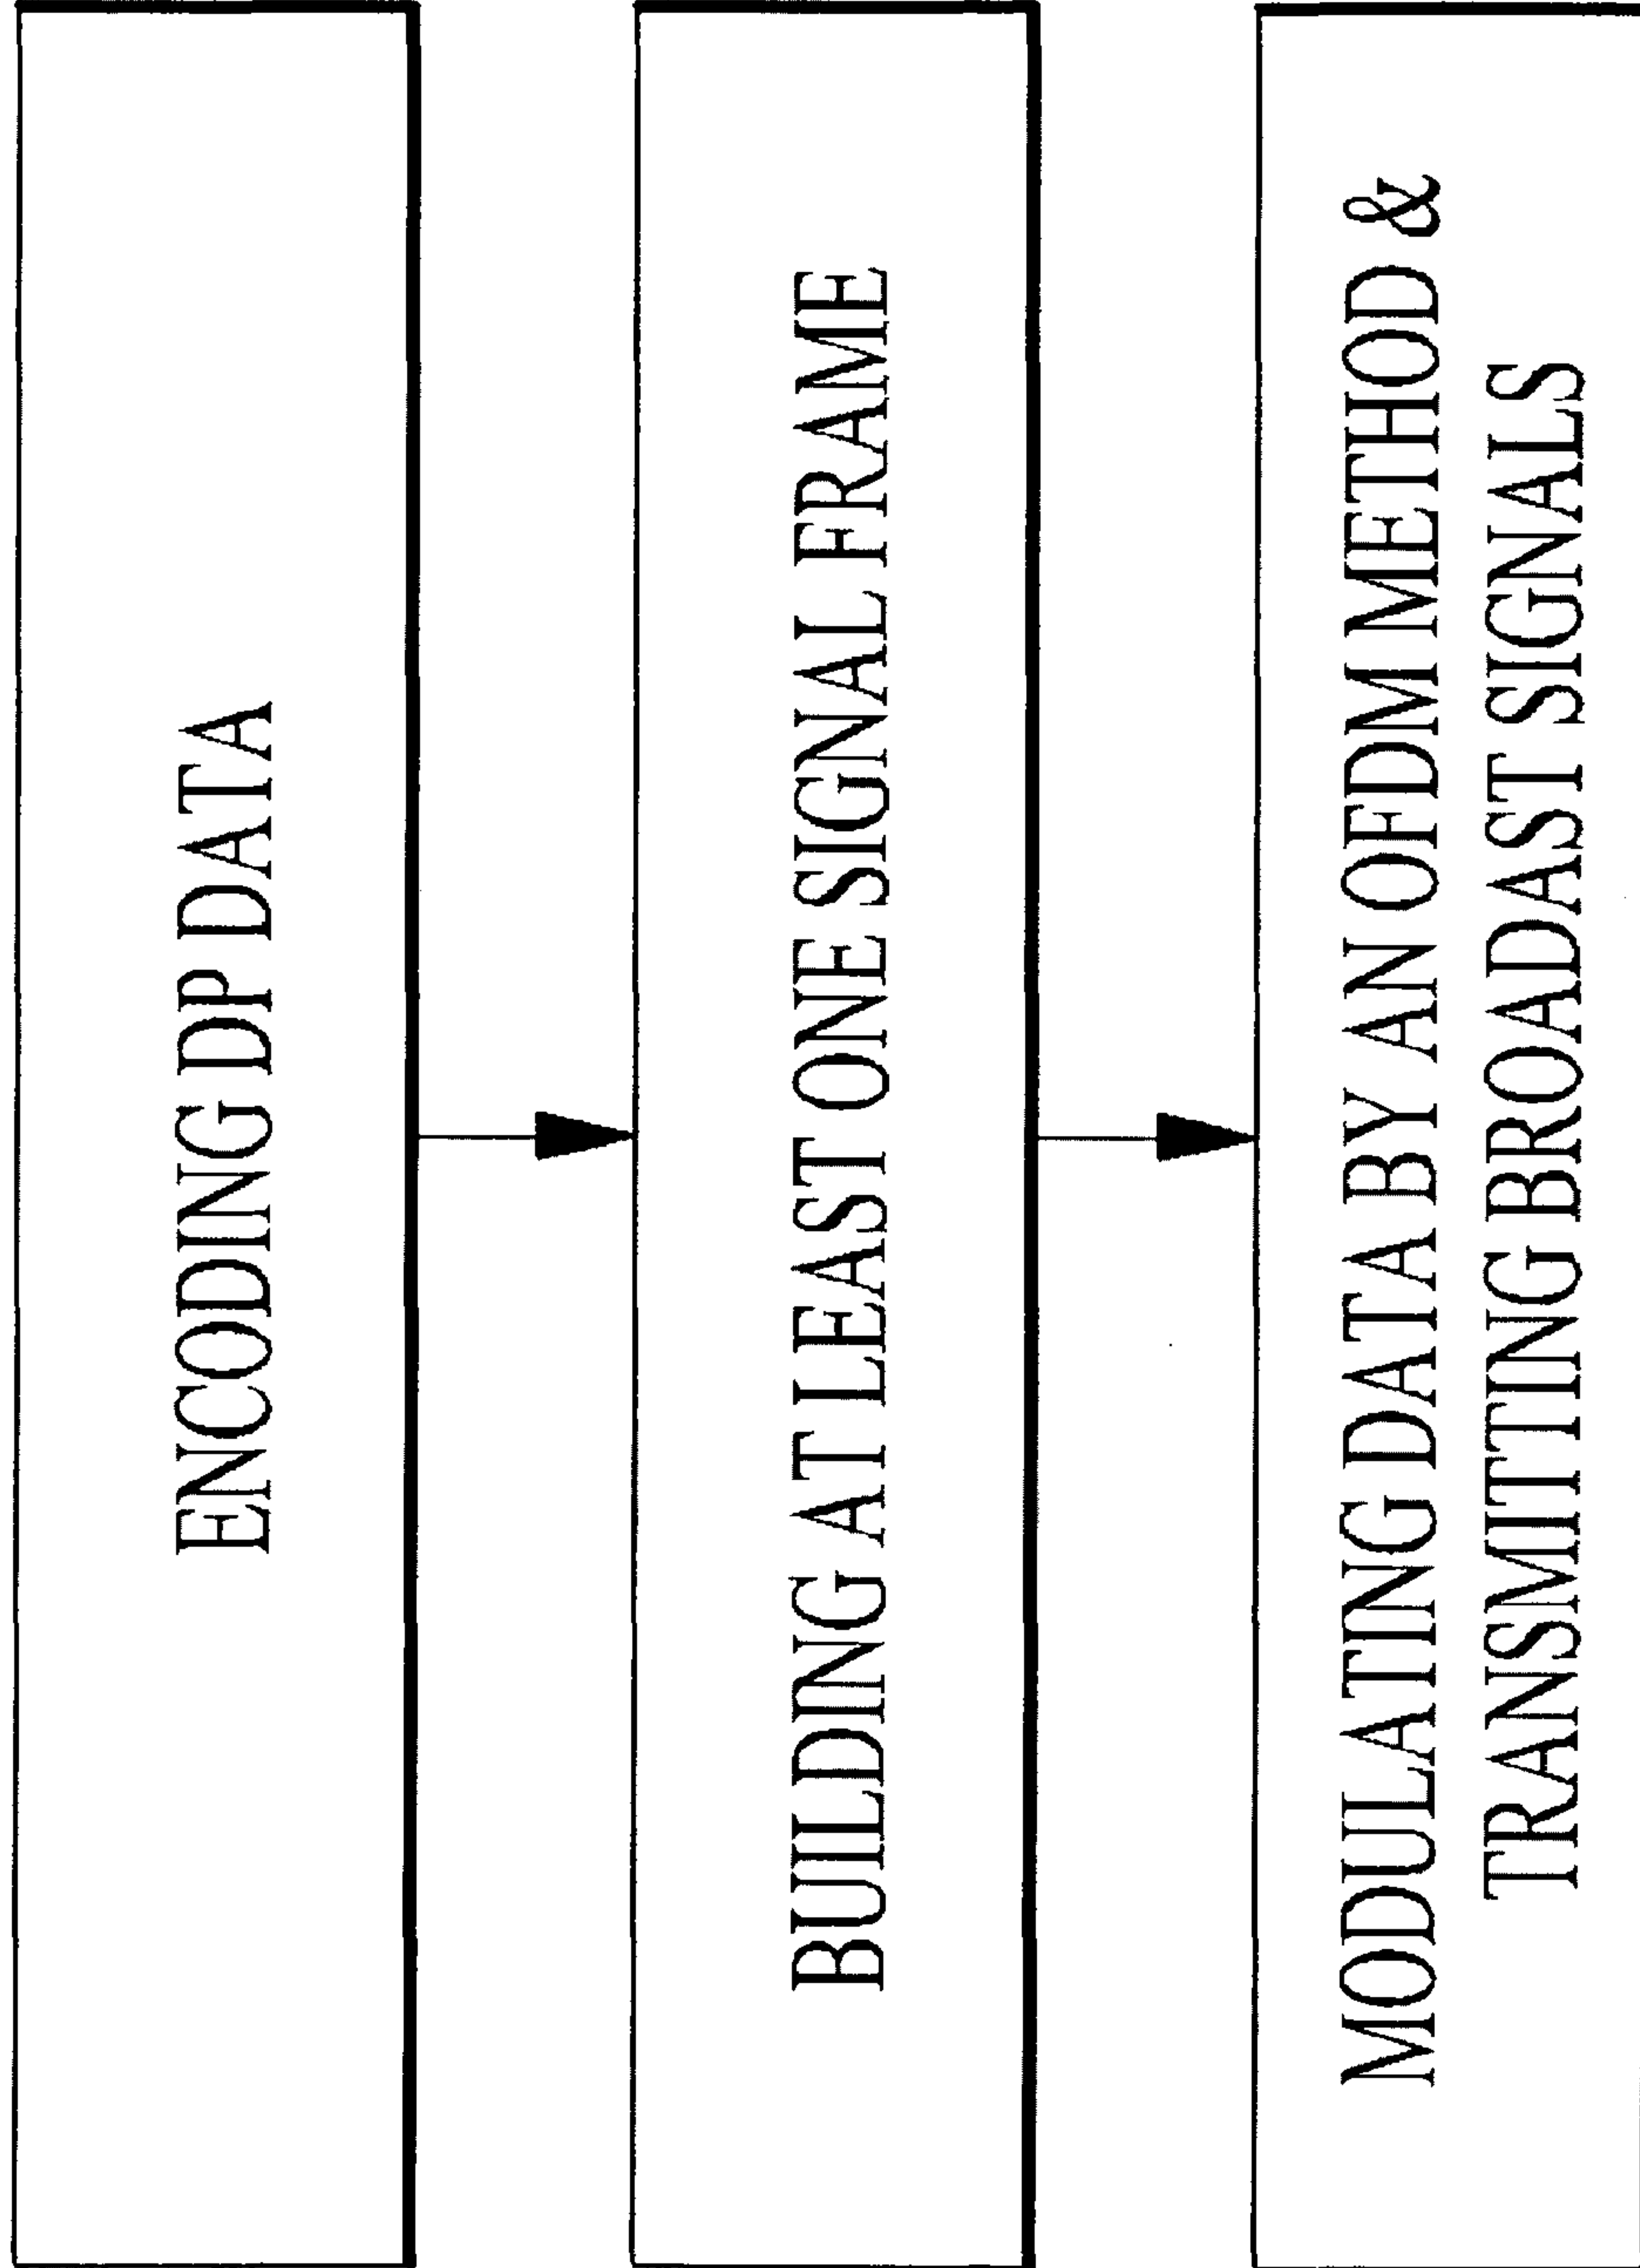 ENCODING DP DATA
BUILDING AT LEAST ONE SIGNAL FRAME
MODULATING DATA BY AN OFDM METHOD &
TRANSMITTING BROADAST SIGNALS